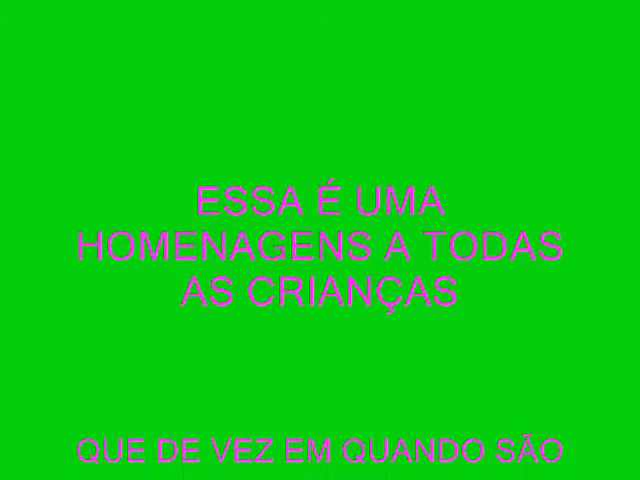 ESSA É UMA
HOMENAGENS A TODAS
AS CRIANÇAS
QUE DE VEZ EM QUANDO SÃO